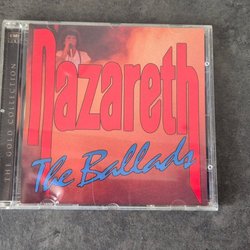 Nazareth
The Ballads
THE GOLD COLLECTION